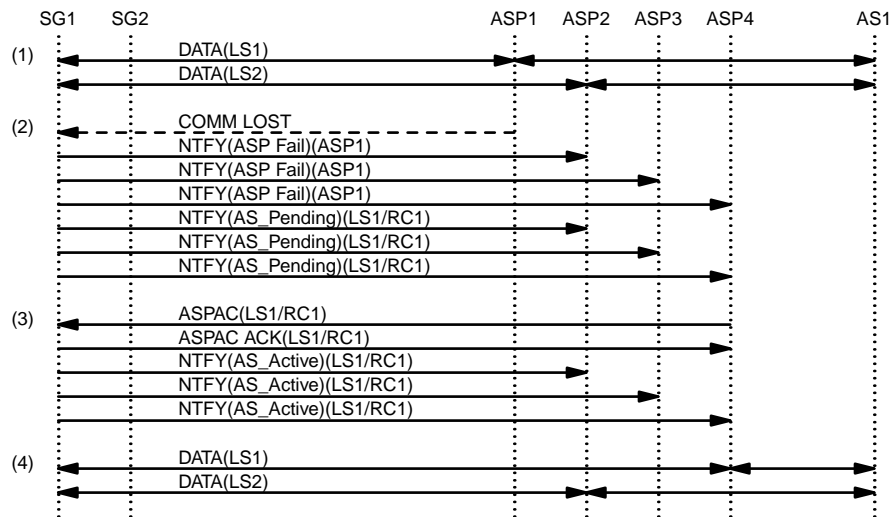 SG1 SG2 ASP1 ASP2 ASP3 ASP4 AS1
(1) DATA(LS1)
DATA(LS2)
(2) COMM LOST
NTFY(ASP Fail)(ASP1)
NTFY(ASP Fail)(ASP1)
NTFY(ASP Fail)(ASP1)
NTFY(AS_Pending)(LS1/RC1)
NTFY(AS_Pending)(LS1/RC1)
NTFY(AS_Pending)(LS1/RC1)
(3) ASPAC(LS1/RC1)
ASPAC ACK(LS1/RC1)
NTFY(AS_Active)(LS1/RC1)
NTFY(AS_Active)(LS1/RC1)
NTFY(AS_Active)(LS1/RC1)
(4) DATA(LS1)
DATA(LS2)